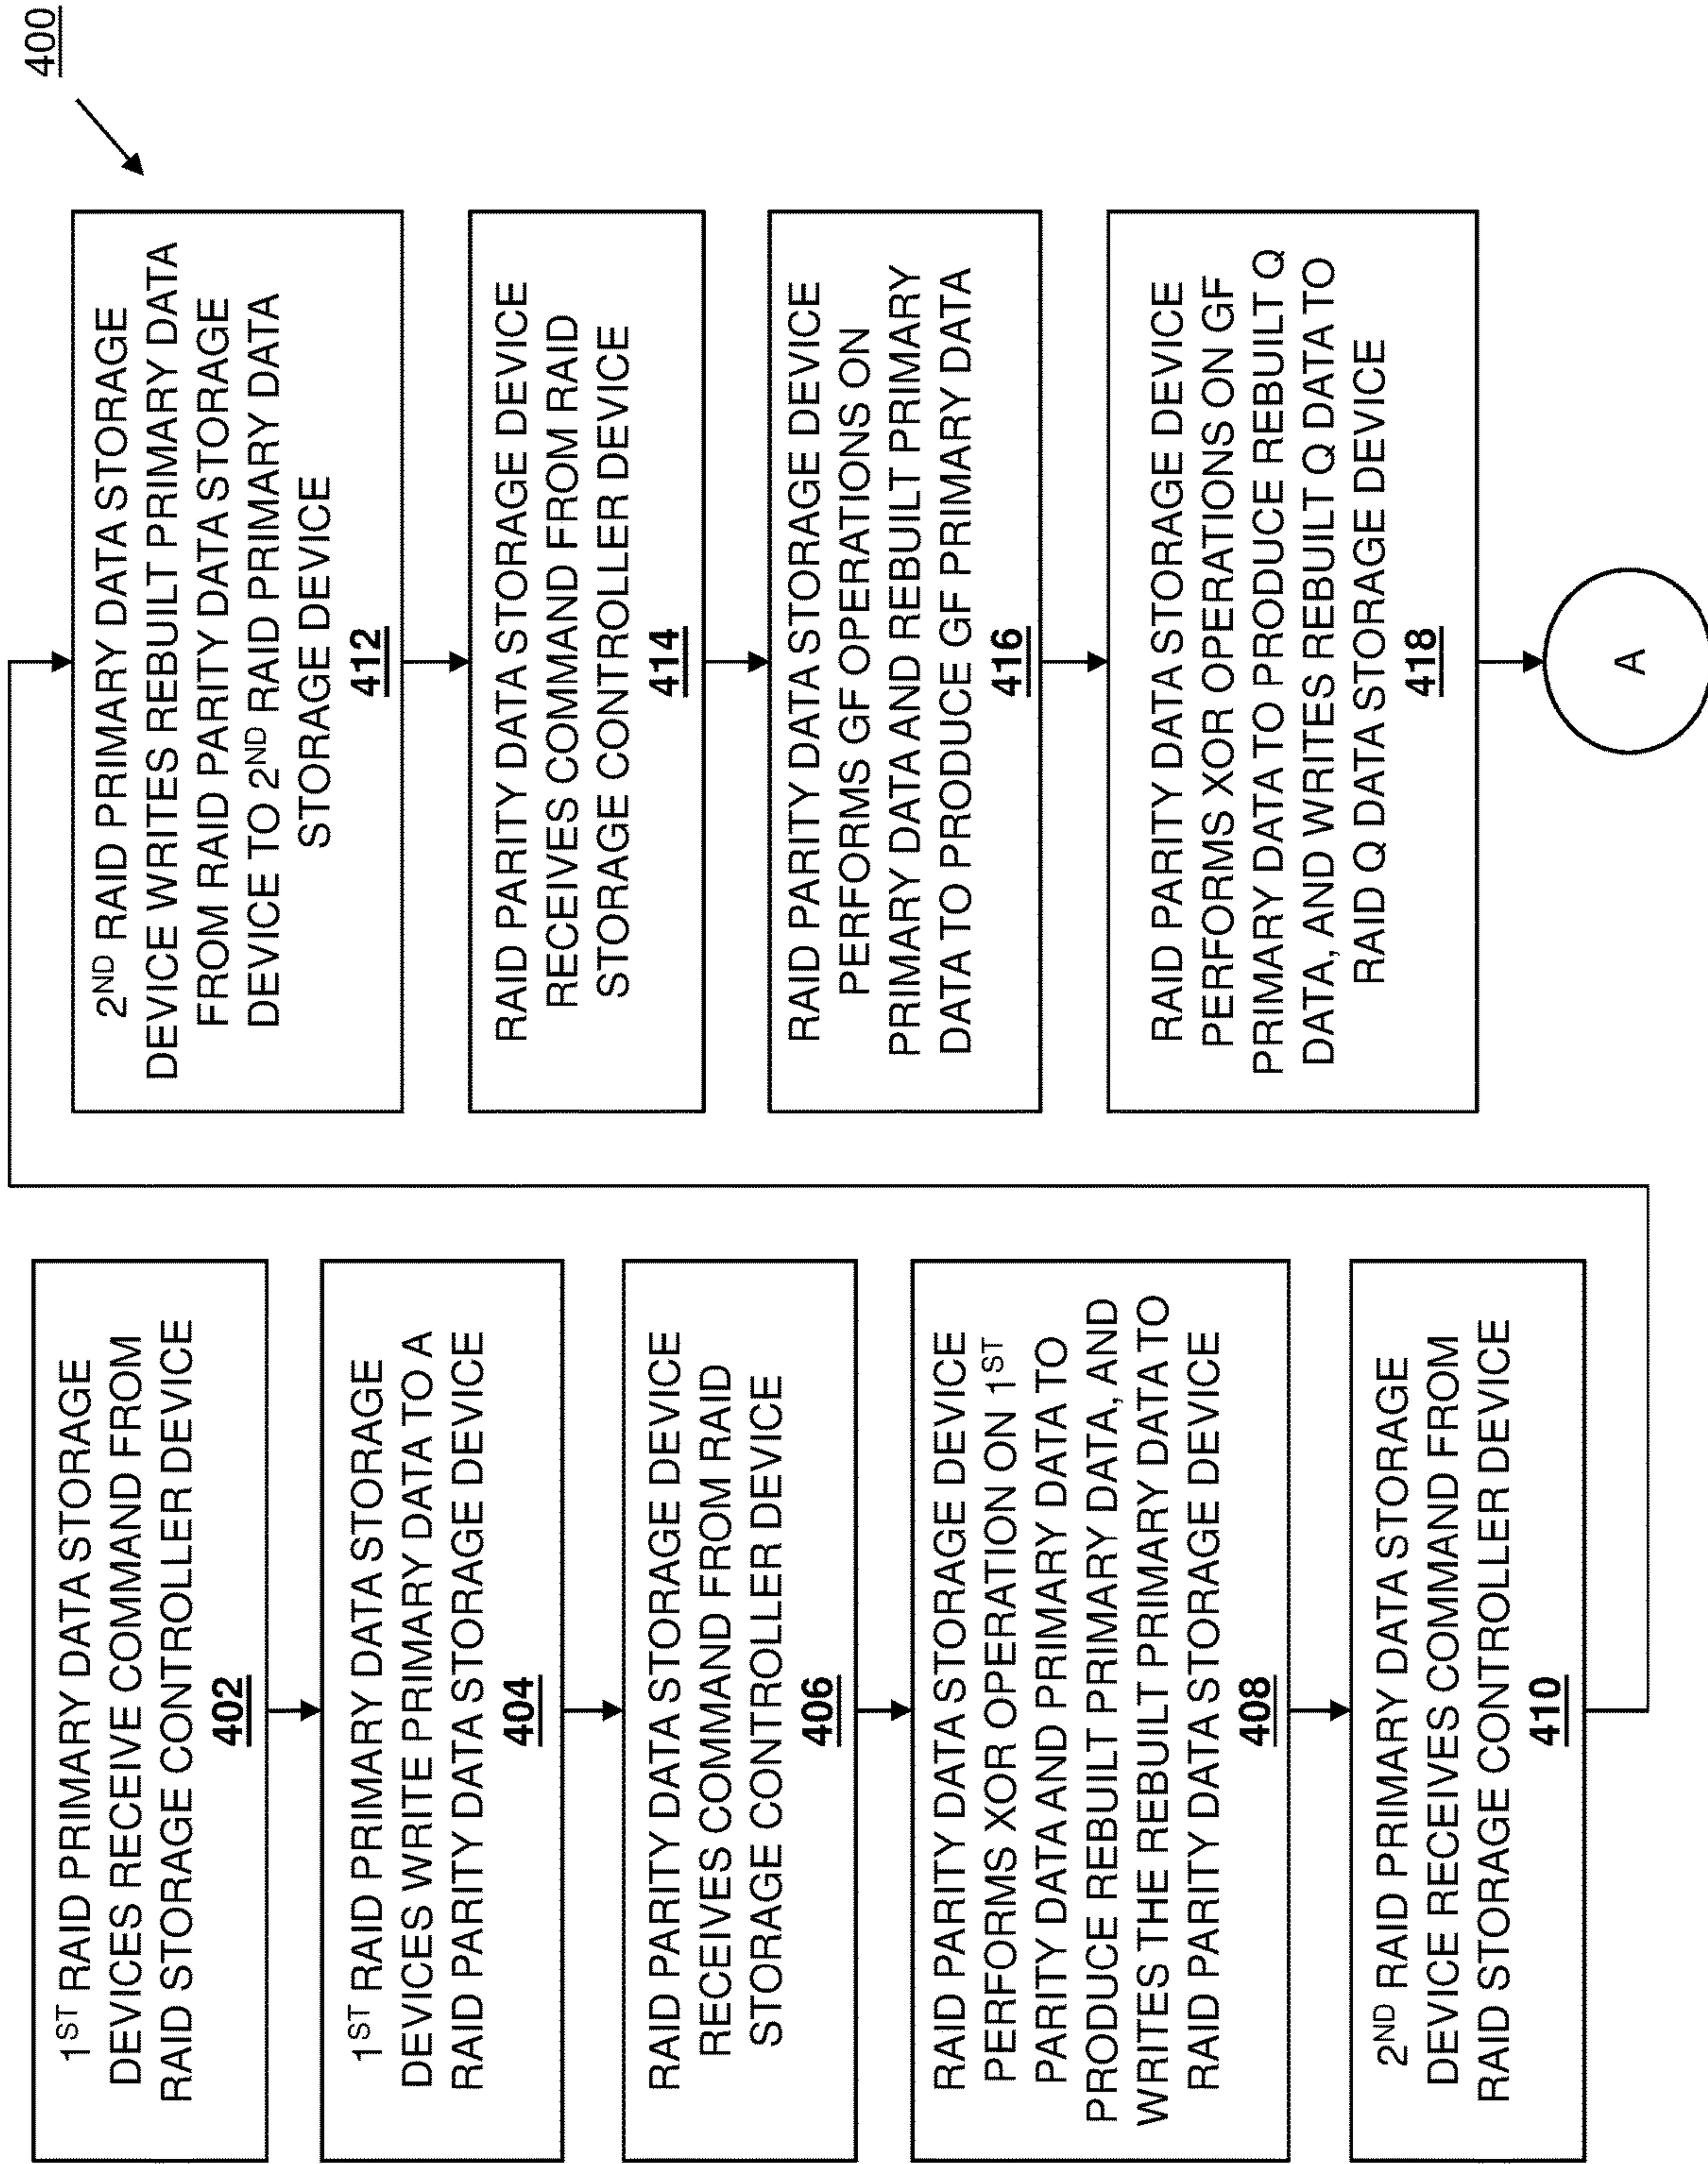 400
1ST RAID PRIMARY DATA STORAGE
DEVICES RECEIVE COMMAND FROM
RAID STORAGE CONTROLLER DEVICE
402
1ST RAID PRIMARY DATA STORAGE
DEVICES WRITE PRIMARY DATA TO A
RAID PARITY DATA STORAGE DEVICE
404
RAID PARITY DATA STORAGE DEVICE
RECEIVES COMMAND FROM RAID
STORAGE CONTROLLER DEVICE
406
RAID PARITY DATA STORAGE DEVICE
PERFORMS XOR OPERATION ON 1ST
PARITY DATA AND PRIMARY DATA TO
PRODUCE REBUILT PRIMARY DATA, AND
WRITES THE REBUILT PRIMARY DATA TO
RAID PARITY DATA STORAGE DEVICE
408
2ND RAID PRIMARY DATA STORAGE
DEVICE RECEIVES COMMAND FROM
RAID STORAGE CONTROLLER DEVICE
410
2ND RAID PRIMARY DATA STORAGE
DEVICE WRITES REBUILT PRIMARY DATA
FROM RAID PARITY DATA STORAGE
DEVICE TO 2ND RAID PRIMARY DATA
STORAGE DEVICE
412
RAID PARITY DATA STORAGE DEVICE
RECEIVES COMMAND FROM RAID
STORAGE CONTROLLER DEVICE
414
RAID PARITY DATA STORAGE DEVICE
PERFORMS GF OPERATIONS ON
PRIMARY DATA AND REBUILT PRIMARY
DATA TO PRODUCE GF PRIMARY DATA
416
RAID PARITY DATA STORAGE DEVICE
PERFORMS XOR OPERATIONS ON GF
PRIMARY DATA TO PRODUCE REBUILT Q
DATA, AND WRITES REBUILT Q DATA TO
RAID Q DATA STORAGE DEVICE
418
A